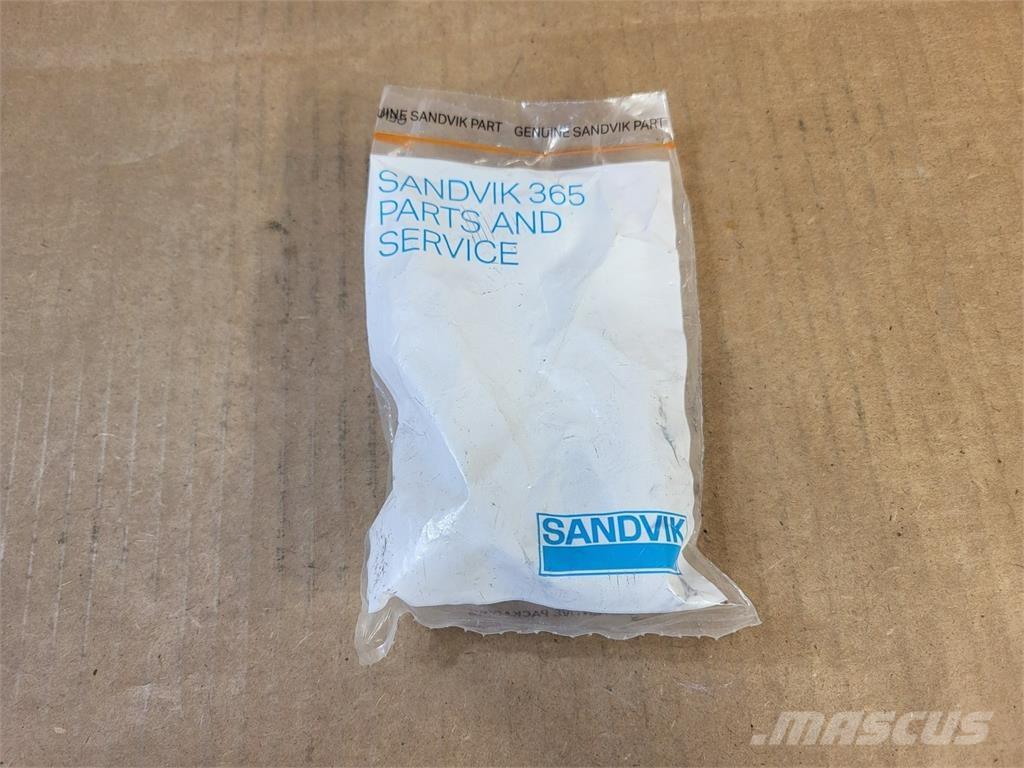 GENUINE SANDVIK PART
SANDVIK 365
PARTS AND
SERVICE
SANDVIK
MASCUS